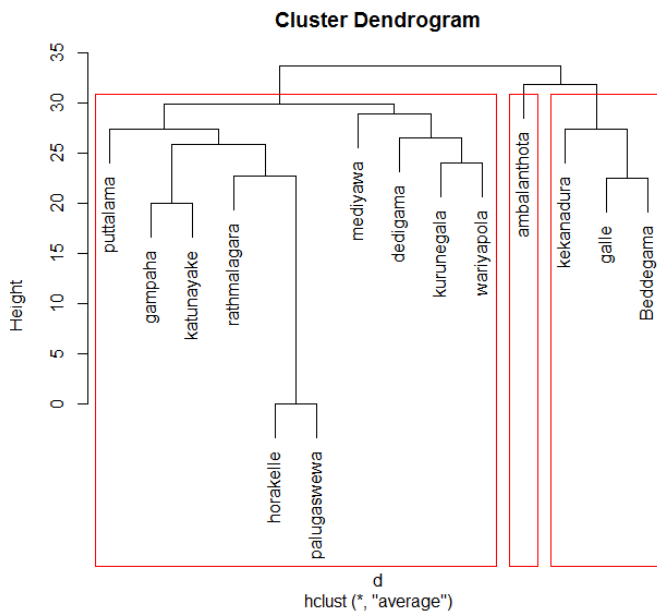 Cluster Dendrogram
Height
35
30
25
20
15
10
5
0
puttalama
gampaha
katunayake
rathmalagara
horakelle
palugaswewa
mediyawa
dedigama
kurunegala
wariyapola
ambalanthota
kekanadura
galle
Beddegama
d
hclust (*, "average")